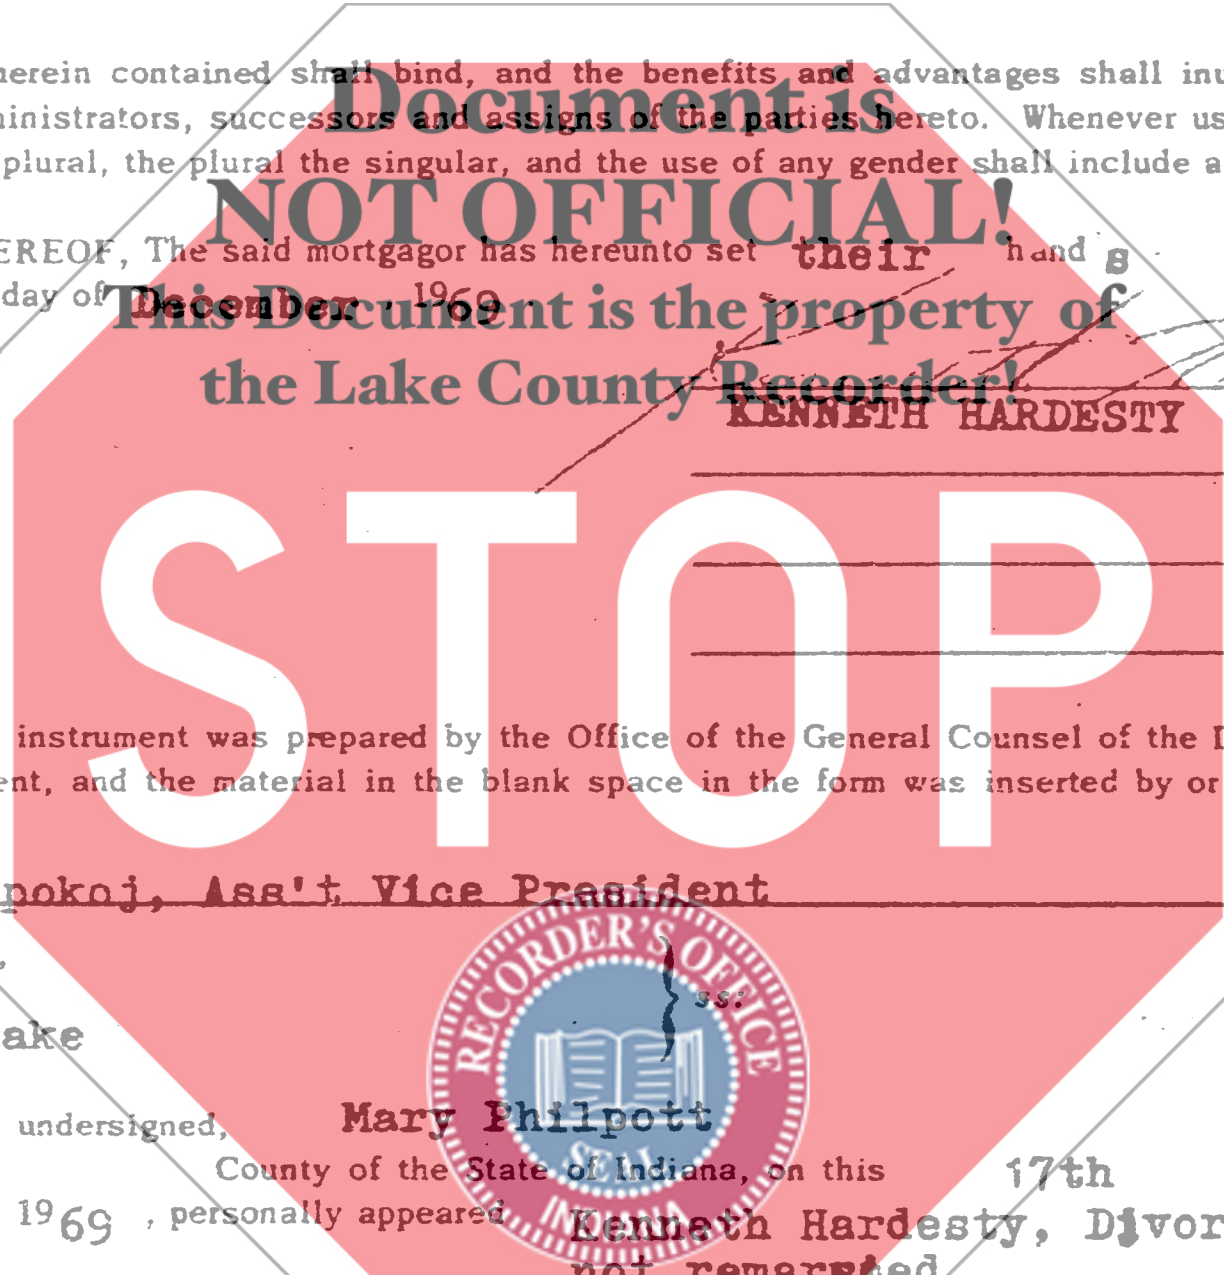 herein contained shall bind, and the benefits and advantages shall inu
Document is
ministrators, successors and assigns of the parties hereto. Whenever us
plural, the plural the singular, and the use of any gender shall include a
NOT OFFICIAL!
EREOF, The said mortgagor has hereunto set their hand s
day of December , 1969 .
This Document is the property of
the Lake County Recorder!
KENNETH HARDESTY
STOP
instrument was prepared by the Office of the General Counsel of the D
ent, and the material in the blank space in the form was inserted by or
pokoj, Ass't Vice President
RECORDER'S OFFICE
ss:
ake
undersigned, Mary Philpott
SEAL
County of the State of Indiana, on this 17th
1969 , personally appeared Kenneth Hardesty, Divor
INDIANA
not remarried